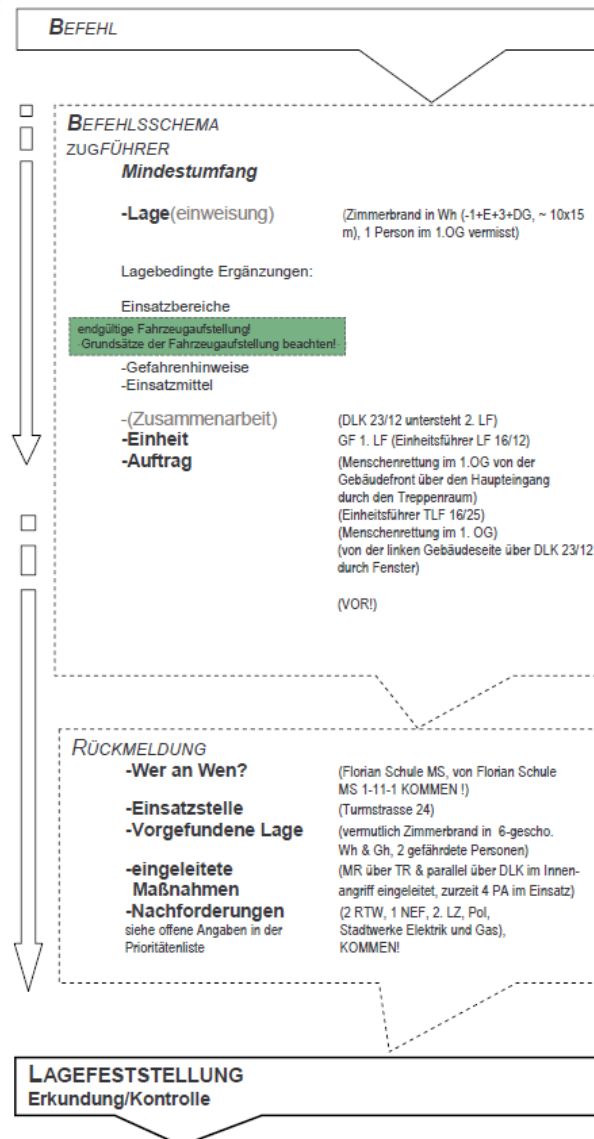 BEFEHL
BEFEHLSSCHEMA
ZUGFÜHRER
Mindestumfang
-Lage(einweisung) (Zimmerbrand in Wh (-1+E+3+DG, ~ 10x15
m), 1 Person im 1.OG vermisst)
Lagebedingte Ergänzungen:
Einsatzbereiche
endgültige Fahrzeugaufstellung!
-Grundsätze der Fahrzeugaufstellung beachten!-
-Gefahrenhinweise
-Einsatzmittel
-(Zusammenarbeit) (DLK 23/12 untersteht 2. LF)
-Einheit GF 1. LF (Einheitsführer LF 16/12)
-Auftrag (Menschenrettung im 1.OG von der
Gebäudefront über den Haupteingang
durch den Treppenraum)
(Einheitsführer TLF 16/25)
(Menschenrettung im 1. OG)
(von der linken Gebäudeseite über DLK 23/12
durch Fenster)
(VOR!)
RÜCKMELDUNG
-Wer an Wen? (Florian Schule MS, von Florian Schule
MS 1-11-1 KOMMEN !)
-Einsatzstelle (Turmstrasse 24)
-Vorgefundene Lage (vermutlich Zimmerbrand in 6-gescho.
Wh & Gh, 2 gefährdete Personen)
-eingeleitete (MR über TR & parallel über DLK im Innen-
Maßnahmen angriff eingeleitet, zurzeit 4 PA im Einsatz)
-Nachforderungen (2 RTW, 1 NEF, 2. LZ, Pol,
siehe offene Angaben in der Stadtwerke Elektrik und Gas),
Prioritätenliste KOMMEN!
LAGEFESTSTELLUNG
Erkundung/Kontrolle